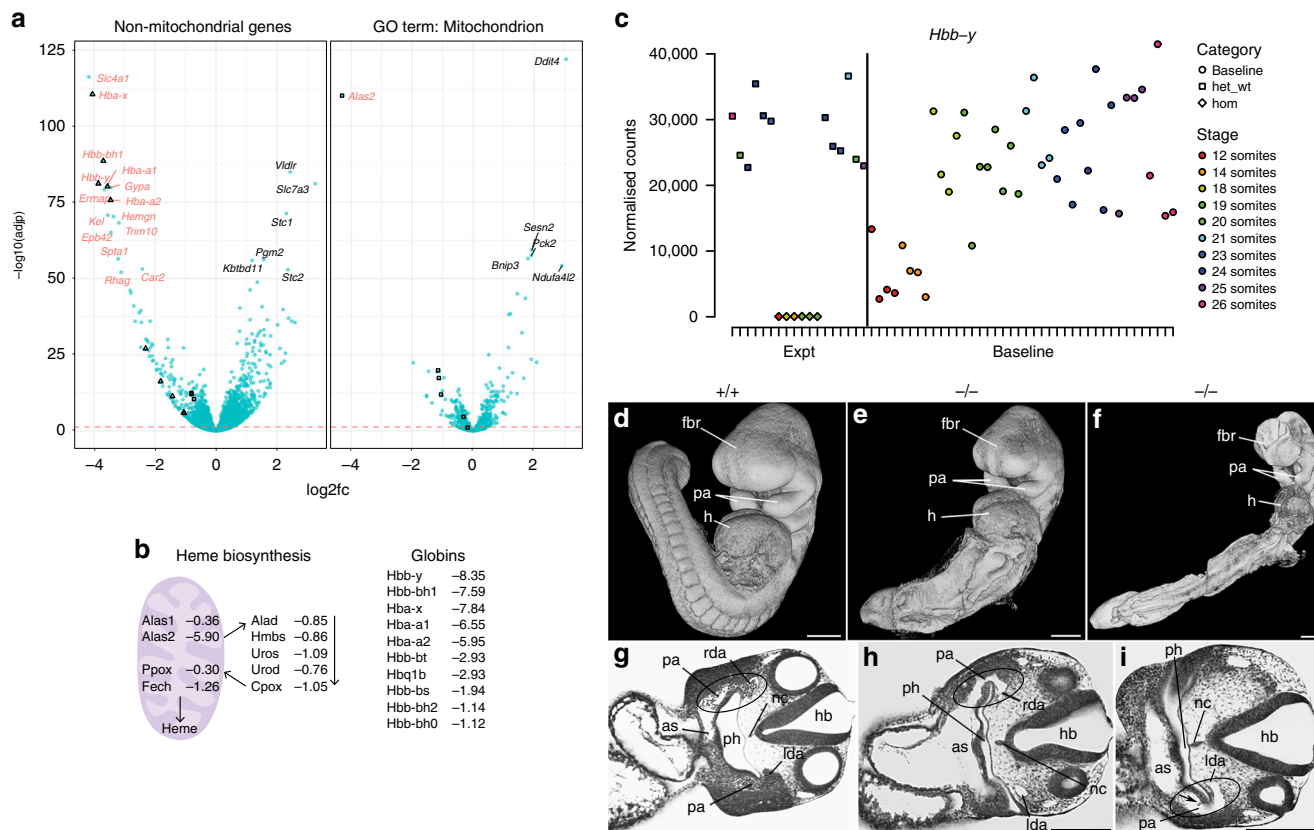 a
Non-mitochondrial genes
GO term: Mitochondrion
125
100
75
50
25
0
−log10(adjp)
Slc4a1
Hba-x
Hbb-bh1
Hba-a1
Hbb-y
Gypa
Ermap
Hba-a2
Kel
Hemgn
Epb42
Trim10
Spta1
Rhag
Car2
Vldlr
Slc7a3
Stc1
Pgm2
Kbtbd11
Stc2
Alas2
Ddit4
Sesn2
Pck2
Bnip3
Ndufa4l2
−4 −2 0 2
−4 −2 0 2
log2fc
b
Heme biosynthesis
Alas1 −0.36
Alas2 −5.90
Ppox −0.30
Fech −1.26
Heme
Alad −0.85
Hmbs −0.86
Uros −1.09
Urod −0.76
Cpox −1.05
Globins
Hbb-y −8.35
Hbb-bh1 −7.59
Hba-x −7.84
Hba-a1 −6.55
Hba-a2 −5.95
Hbb-bt −2.93
Hbq1b −2.93
Hbb-bs −1.94
Hbb-bh2 −1.14
Hbb-bh0 −1.12
c
Hbb−y
40,000
30,000
20,000
10,000
0
Normalised counts
Expt
Baseline
Category
Baseline
het_wt
hom
Stage
12 somites
14 somites
18 somites
19 somites
20 somites
21 somites
23 somites
24 somites
25 somites
26 somites
+/+
−/−
−/−
d
fbr
pa
h
e
fbr
pa
h
f
fbr
pa
h
g
rda
pa
nc
as
ph
hb
lda
pa
h
pa
ph
rda
as
hb
nc
lda
i
ph
nc
hb
as
lda
pa